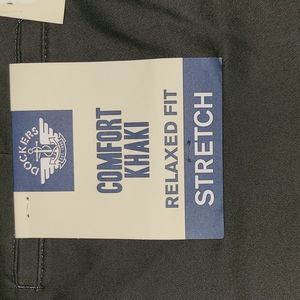 DOCKERS
COMFORT
KHAKI
RELAXED FIT
STRETCH